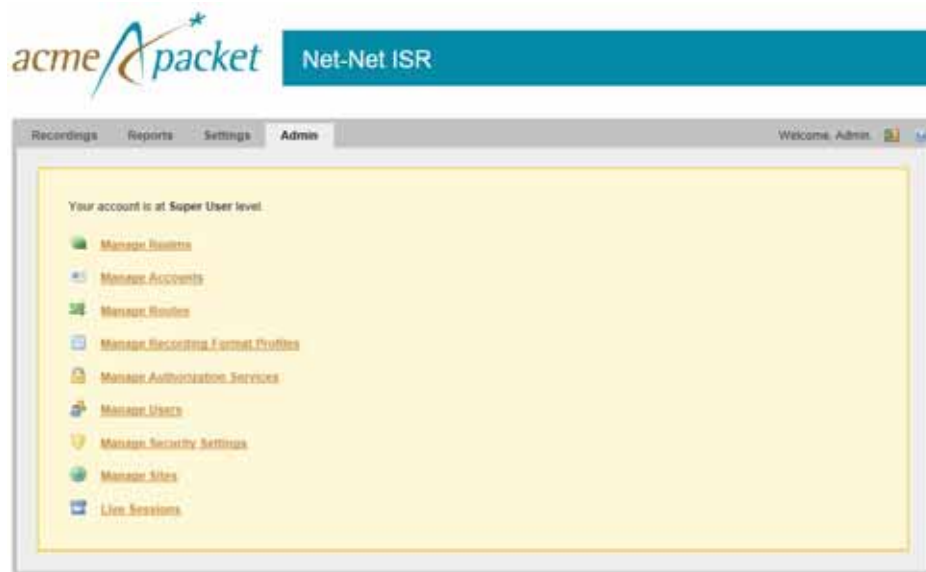 acme packet
Net-Net ISR
Recordings Reports Settings Admin Welcome, Admin.
Your account is at Super User level.
Manage Realms
Manage Accounts
Manage Routes
Manage Recording Format Profiles
Manage Authorization Services
Manage Users
Manage Security Settings
Manage Sites
Live Sessions